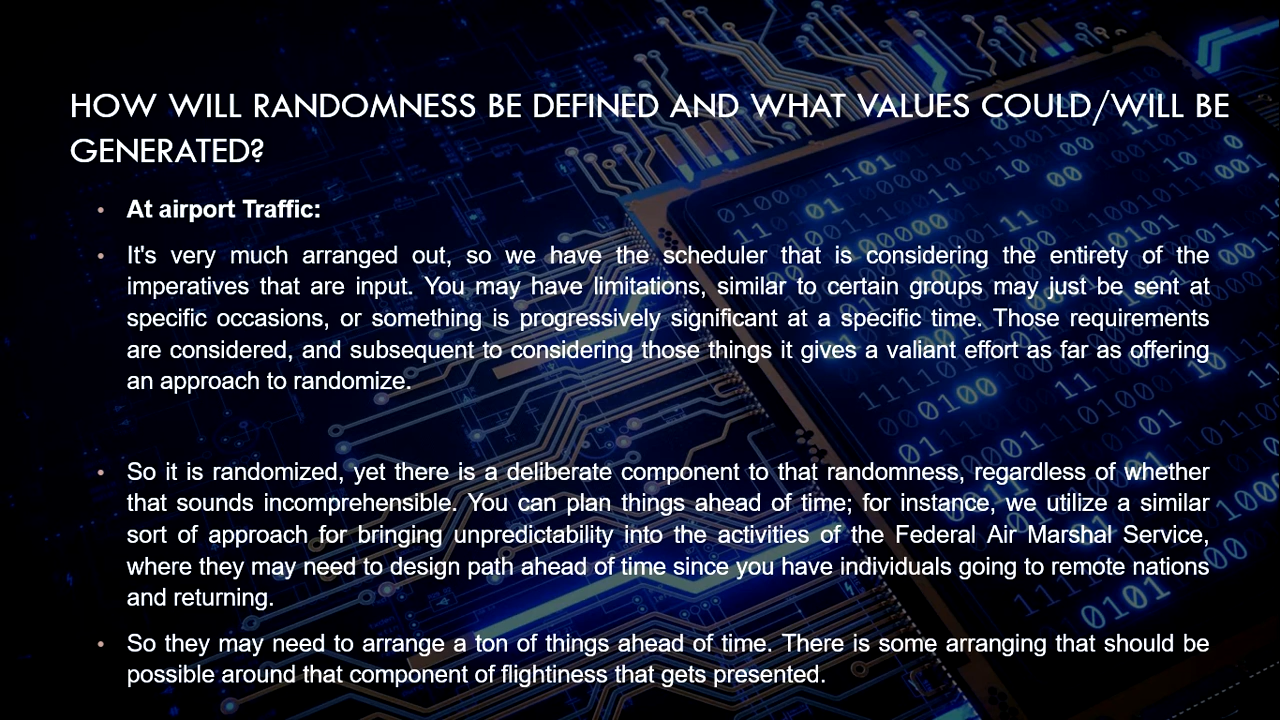 HOW WILL RANDOMNESS BE DEFINED AND WHAT VALUES COULD/WILL BE
GENERATED?
• At airport Traffic:
• It's very much arranged out, so we have the scheduler that is considering the entirety of the
imperatives that are input. You may have limitations, similar to certain groups may just be sent at
specific occasions, or something is progressively significant at a specific time. Those requirements
are considered, and subsequent to considering those things it gives a valiant effort as far as offering
an approach to randomize.
• So it is randomized, yet there is a deliberate component to that randomness, regardless of whether
that sounds incomprehensible. You can plan things ahead of time; for instance, we utilize a similar
sort of approach for bringing unpredictability into the activities of the Federal Air Marshal Service,
where they may need to design path ahead of time since you have individuals going to remote nations
and returning.
• So they may need to arrange a ton of things ahead of time. There is some arranging that should be
possible around that component of flightiness that gets presented.